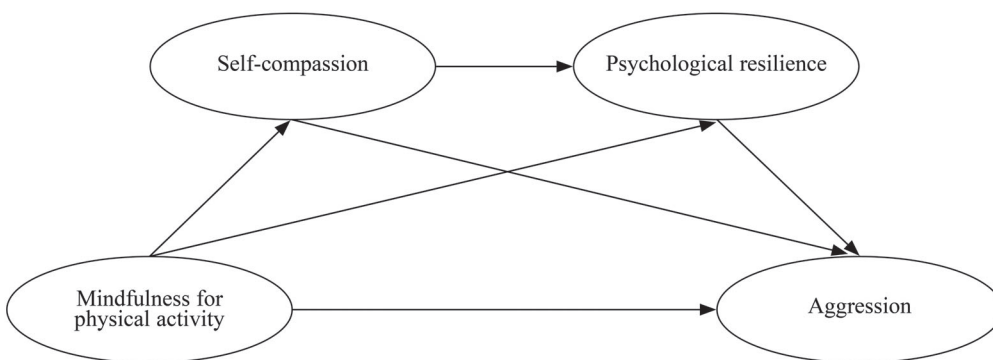 Self-compassion
Psychological resilience
Mindfulness for
physical activity
Aggression